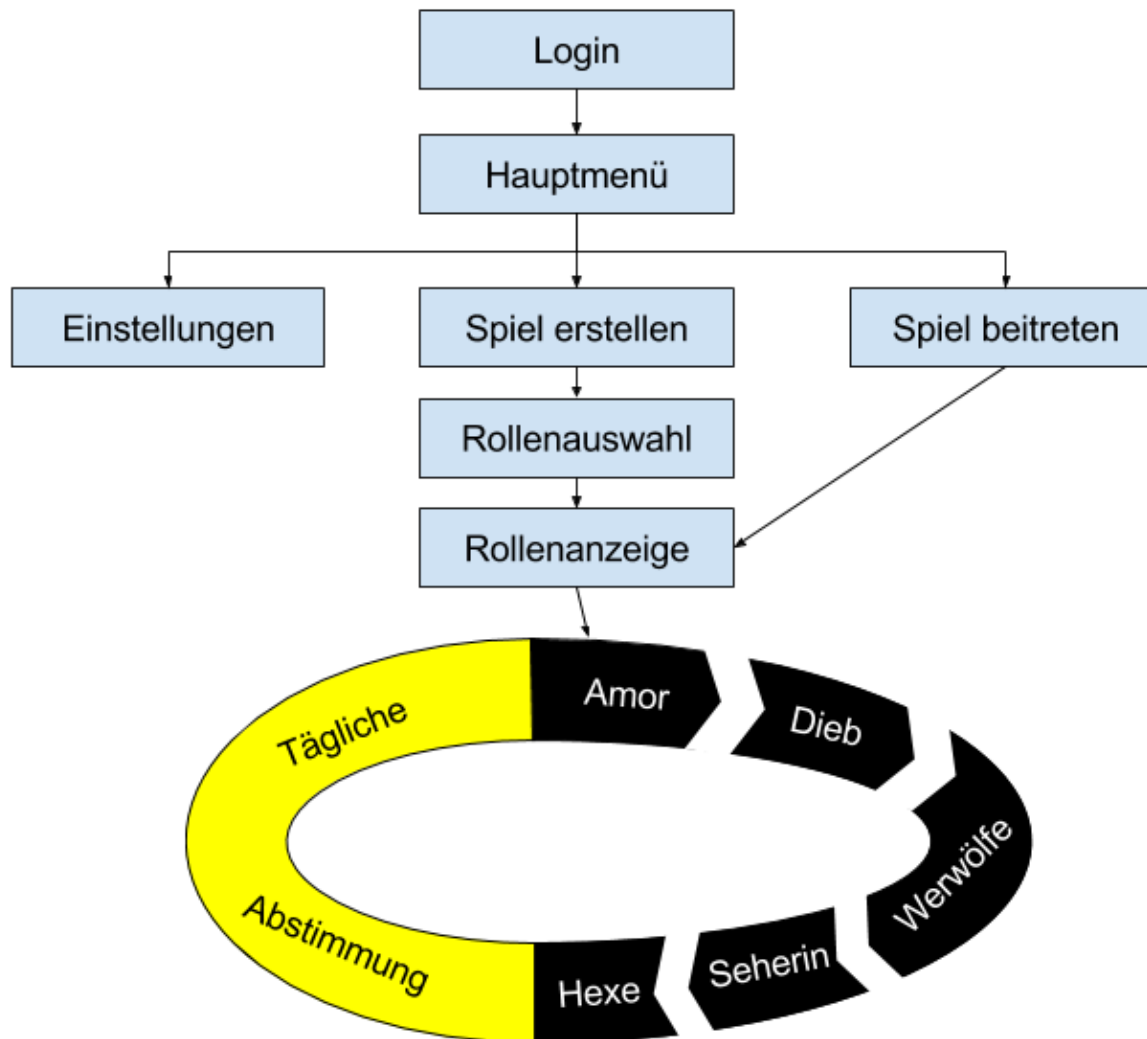 Login
Hauptmenü
Einstellungen
Spiel erstellen
Spiel beitreten
Rollenauswahl
Rollenanzeige
Amor
Dieb
Werwölfe
Seherin
Hexe
Tägliche
Abstimmung